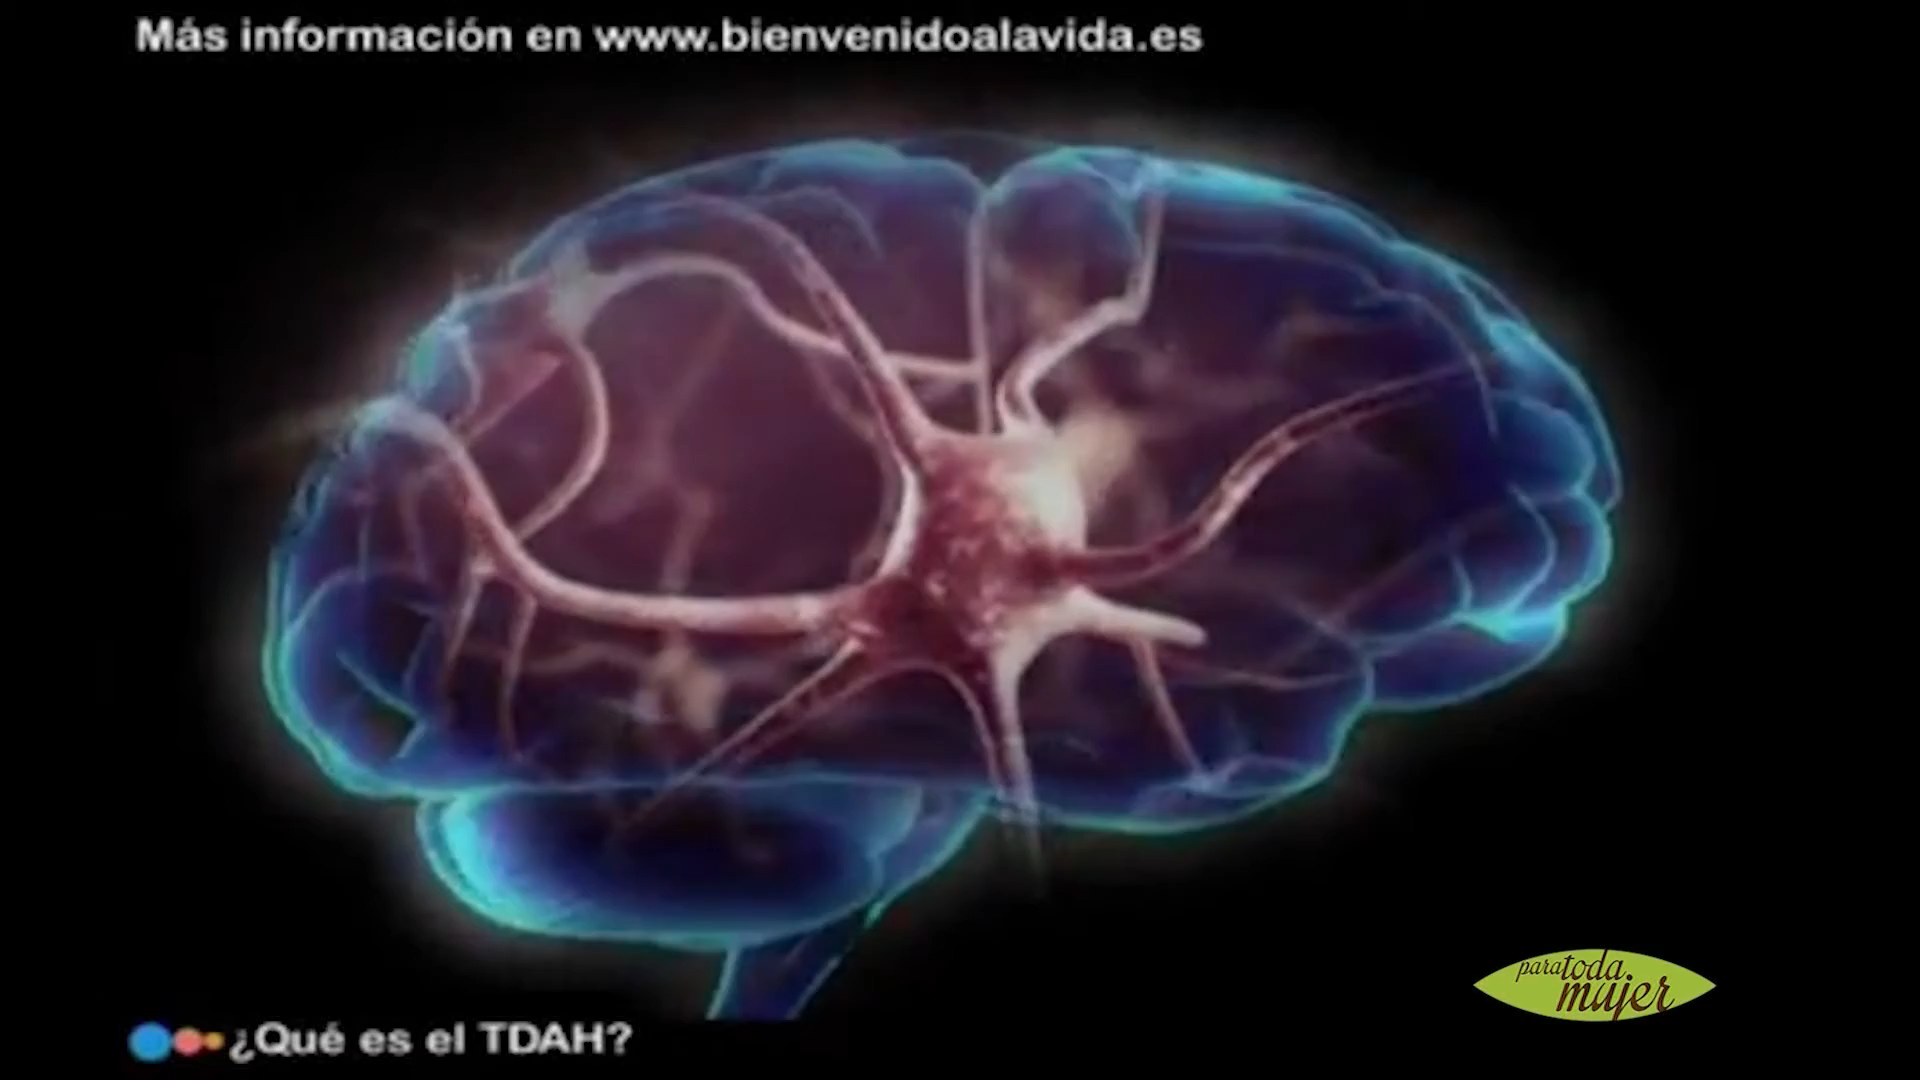 Más información en www.bienvenidoalavida.es
para toda
mujer
¿Qué es el TDAH?